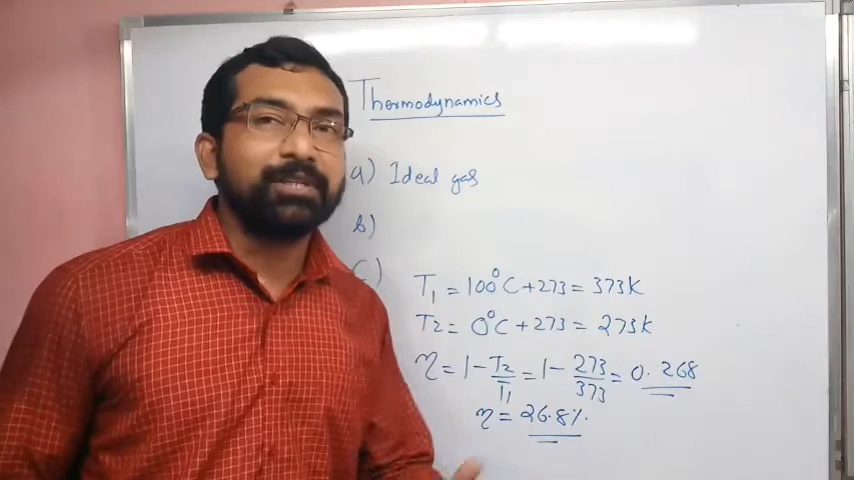 Thermodynamics
a) Ideal gas
b)
c)
T₁ = 100°C + 273 = 373K
T₂ = 0°C + 273 = 273K
η = 1 - T₂/T₁ = 1 - 273/373 = 0.268
η = 26.8%